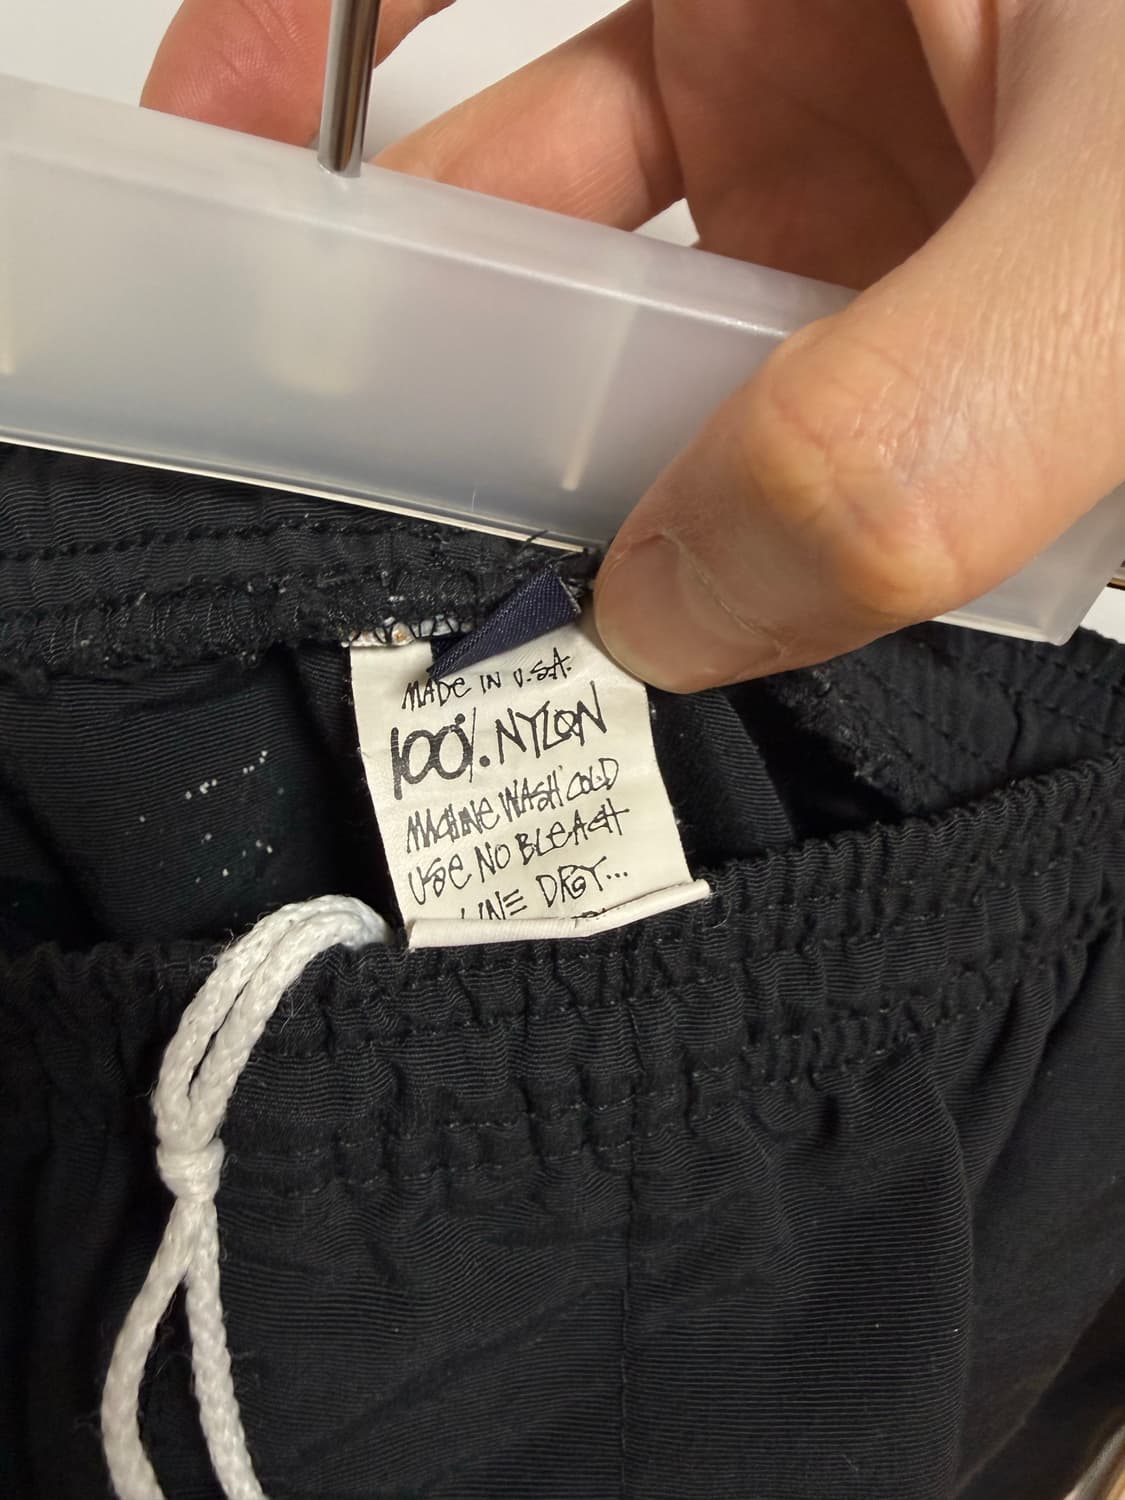 MADE IN U.S.A.
100% NYLON
MACHINE WASH COLD
USE NO BLEACH
LINE DRY...